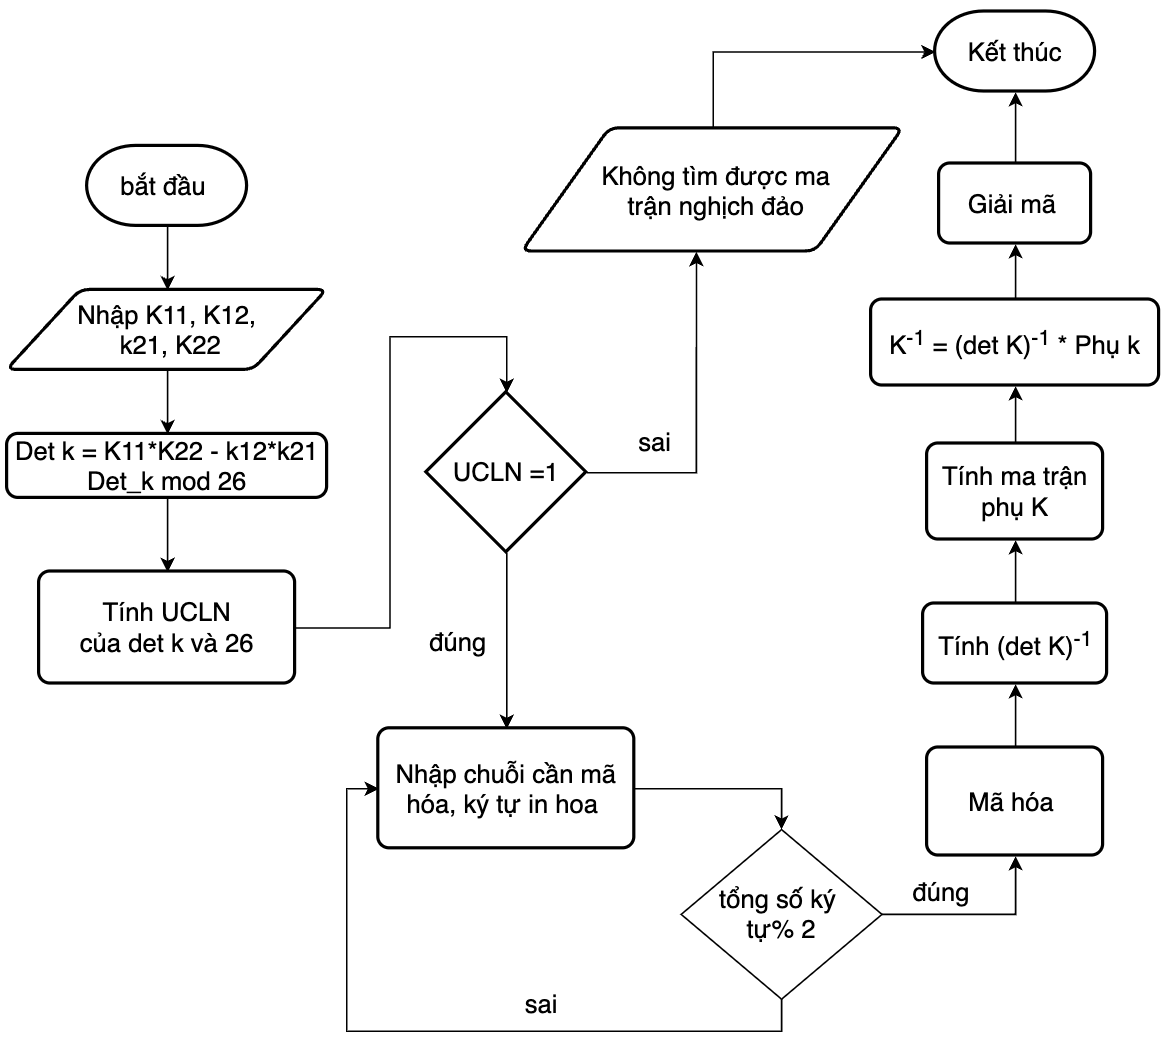 bắt đầu
Nhập K11, K12,
k21, K22
Det k = K11*K22 - k12*k21
Det_k mod 26
Tính UCLN
của det k và 26
UCLN =1
sai
Không tìm được ma
trận nghịch đảo
Kết thúc
đúng
Nhập chuỗi cần mã
hóa, ký tự in hoa
tổng số ký
tự% 2
sai
đúng
Mã hóa
Tính (det K)⁻¹
Tính ma trận
phụ K
K⁻¹ = (det K)⁻¹ * Phụ k
Giải mã